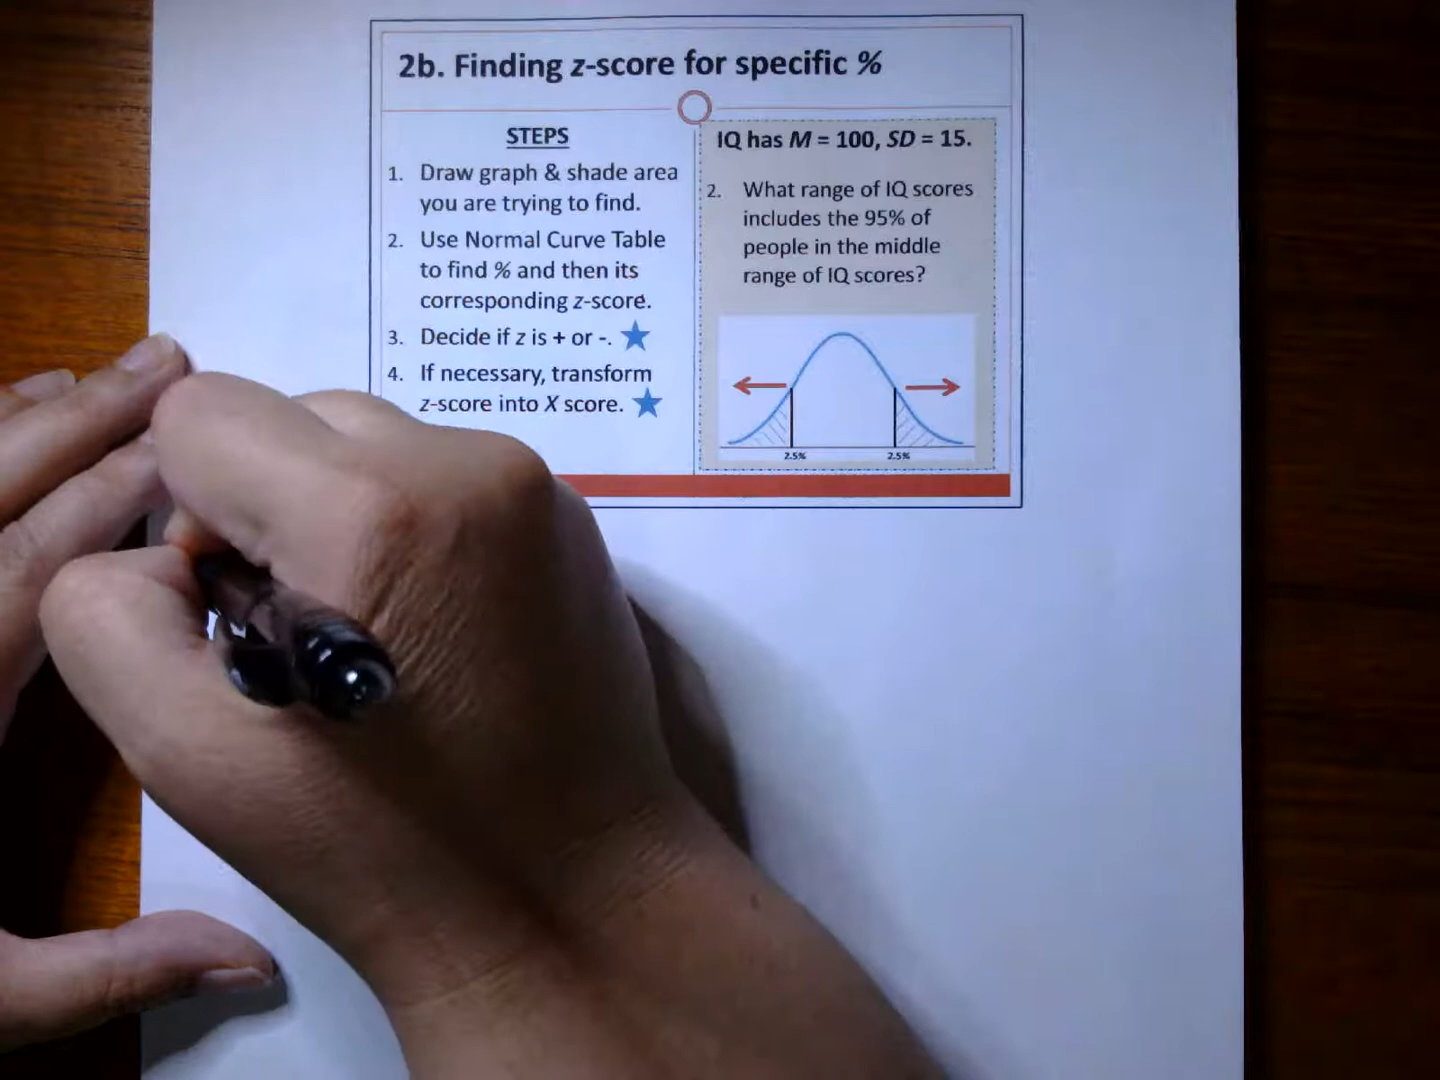 2b. Finding z-score for specific %
STEPS
1. Draw graph & shade area
you are trying to find.
2. Use Normal Curve Table
to find % and then its
corresponding z-score.
3. Decide if z is + or -.
4. If necessary, transform
z-score into X score.
IQ has M = 100, SD = 15.
2. What range of IQ scores
includes the 95% of
people in the middle
range of IQ scores?
2.5% 2.5%